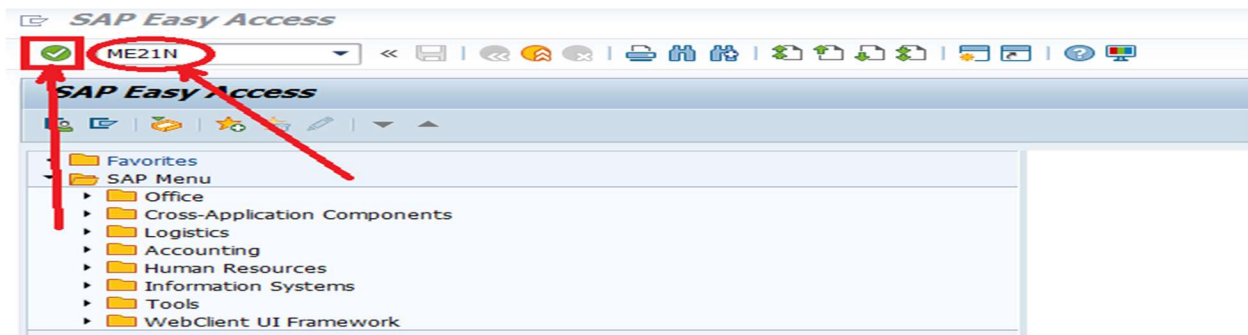 SAP Easy Access
ME21N
SAP Easy Access
Favorites
SAP Menu
Office
Cross-Application Components
Logistics
Accounting
Human Resources
Information Systems
Tools
WebClient UI Framework